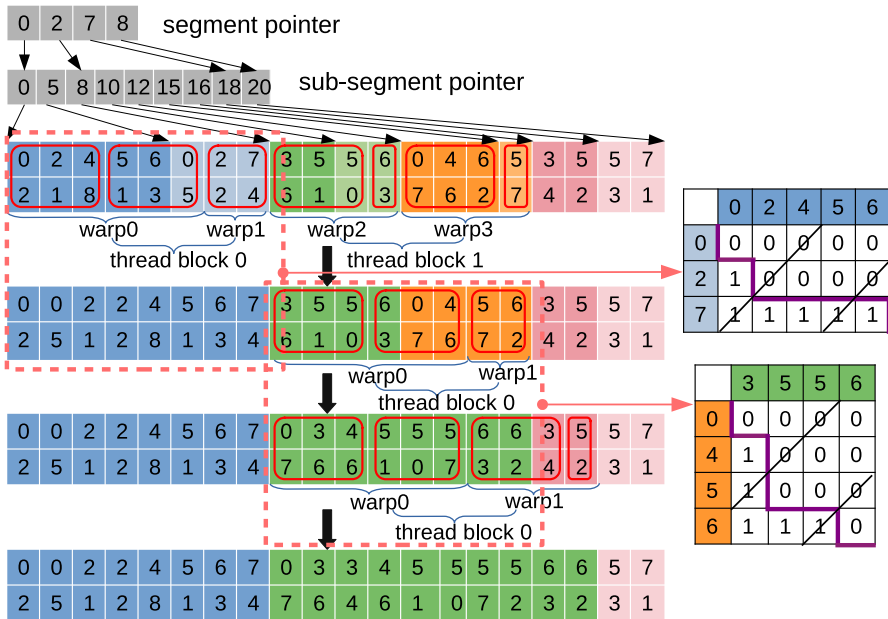 0 2 7 8 segment pointer
0 5 8 10 12 15 16 18 20 sub-segment pointer
0 2 4 5 6 0 2 7 3 5 5 6 0 4 6 5 3 5 5 7
2 1 8 1 3 5 2 4 6 1 0 3 7 6 2 7 4 2 3 1
warp0 warp1 warp2 warp3
thread block 0 thread block 1
0 0 2 2 4 5 6 7 3 5 5 6 0 4 5 6 3 5 5 7
2 5 1 2 8 1 3 4 6 1 0 3 7 6 7 2 4 2 3 1
warp0 warp1
thread block 0
0 0 2 2 4 5 6 7 0 3 4 5 5 5 6 6 3 5 5 7
2 5 1 2 8 1 3 4 7 6 6 1 0 7 3 2 4 2 3 1
warp0 warp1
thread block 0
0 0 2 2 4 5 6 7 0 3 3 4 5 5 5 5 6 6 5 7
2 5 1 2 8 1 3 4 7 6 4 6 1 0 7 2 3 2 3 1
0 2 4 5 6
0 0 0 0 0 0
2 1 0 0 0 0
7 1 1 1 1 1
3 5 5 6
0 0 0 0 0
4 1 0 0 0
5 1 0 0 0
6 1 1 1 0